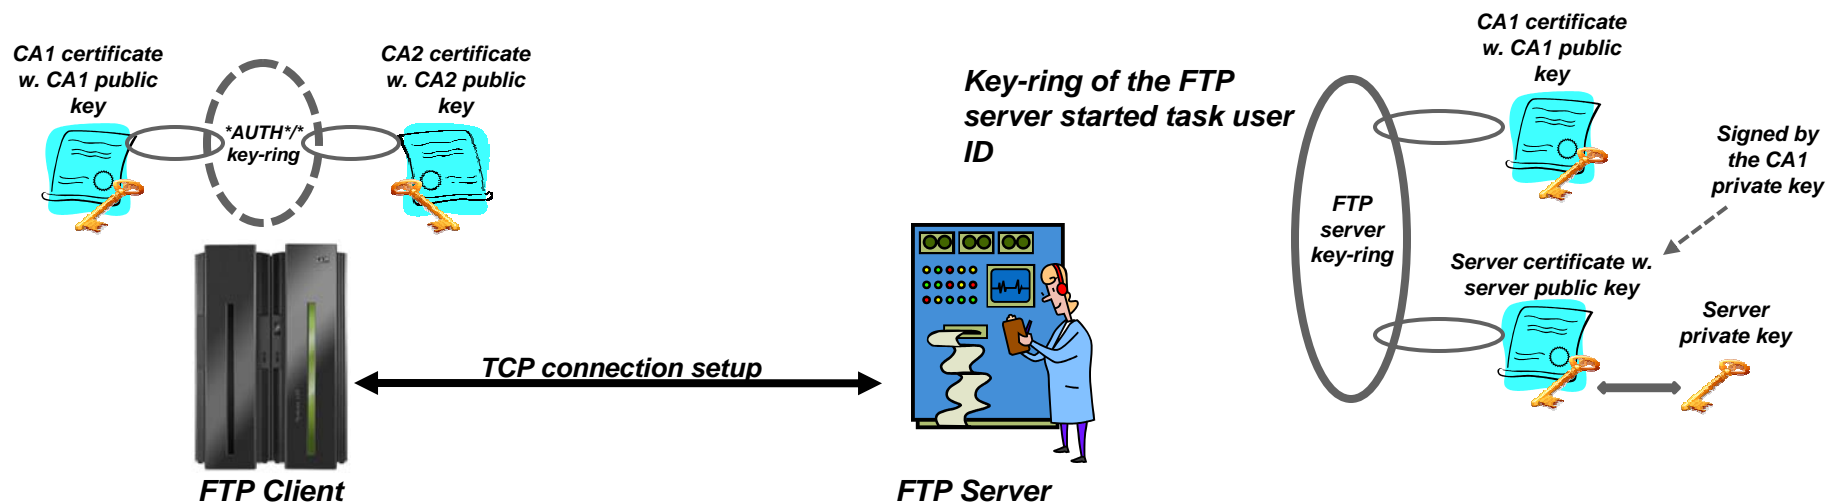 CA1 certificate
w. CA1 public
key
*AUTH*/*
key-ring
CA2 certificate
w. CA2 public
key
FTP Client
TCP connection setup
FTP Server
Key-ring of the FTP
server started task user
ID
FTP
server
key-ring
CA1 certificate
w. CA1 public
key
Signed by
the CA1
private key
Server certificate w.
server public key
Server
private key